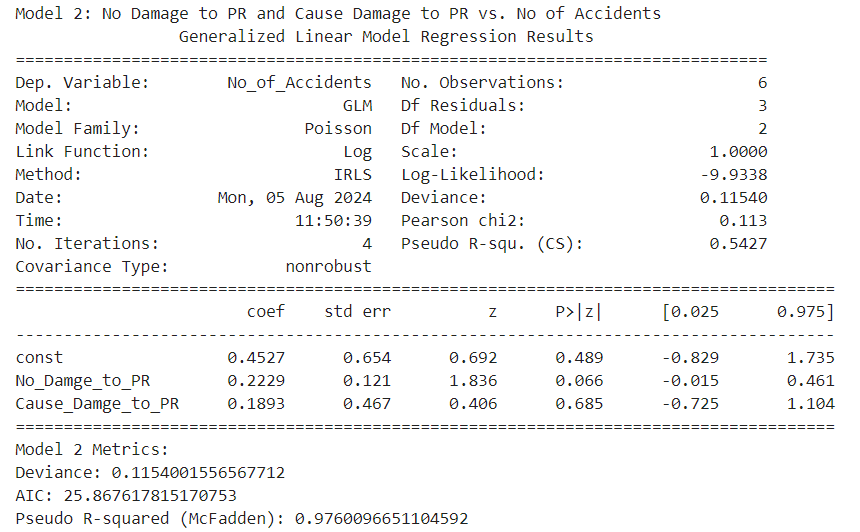 Model 2: No Damage to PR and Cause Damage to PR vs. No of Accidents
Generalized Linear Model Regression Results
==============================================================================
Dep. Variable: No_of_Accidents No. Observations: 6
Model: GLM Df Residuals: 3
Model Family: Poisson Df Model: 2
Link Function: Log Scale: 1.0000
Method: IRLS Log-Likelihood: -9.9338
Date: Mon, 05 Aug 2024 Deviance: 0.11540
Time: 11:50:39 Pearson chi2: 0.113
No. Iterations: 4 Pseudo R-squ. (CS): 0.5427
Covariance Type: nonrobust
=====================================================================================
coef std err z P>|z| [0.025 0.975]
-------------------------------------------------------------------------------------
const 0.4527 0.654 0.692 0.489 -0.829 1.735
No_Damge_to_PR 0.2229 0.121 1.836 0.066 -0.015 0.461
Cause_Damge_to_PR 0.1893 0.467 0.406 0.685 -0.725 1.104
=====================================================================================
Model 2 Metrics:
Deviance: 0.1154001556567712
AIC: 25.867617815170753
Pseudo R-squared (McFadden): 0.9760096651104592